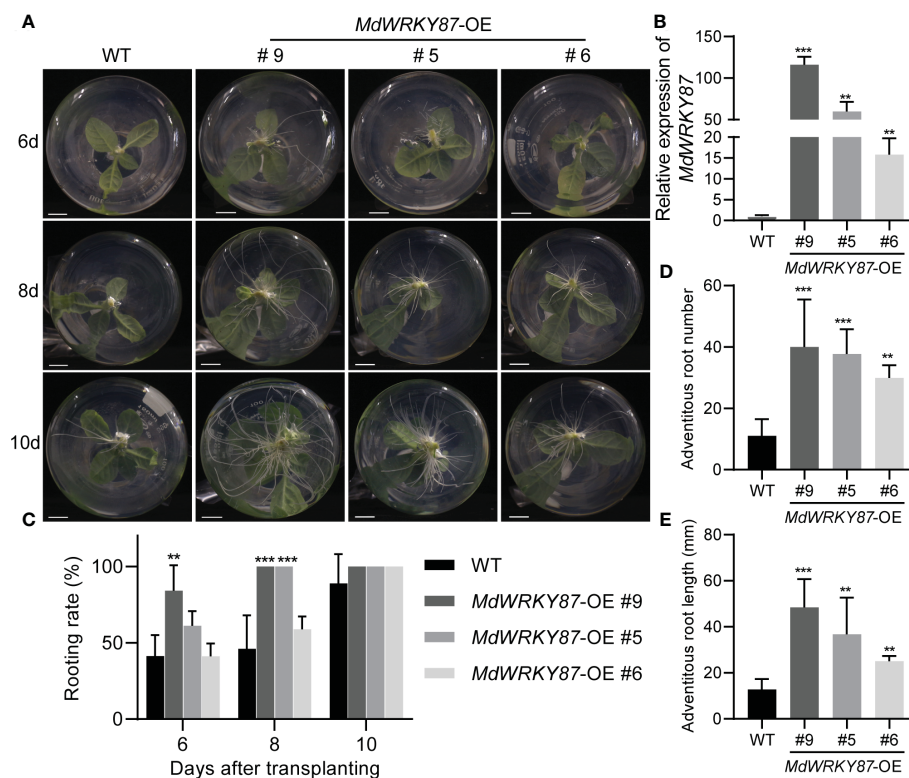 A
MdWRKY87-OE
WT
#9
#5
#6
6d
8d
10d
B
Relative expression of
MdWRKY87
150
100
50
20
15
10
5
0
***
**
**
WT
#9
#5
#6
MdWRKY87-OE
C
Rooting rate (%)
100
50
0
**
*** ***
6
8
10
Days after transplanting
WT
MdWRKY87-OE #9
MdWRKY87-OE #5
MdWRKY87-OE #6
D
Adventitous root number
60
40
20
0
***
***
**
WT
#9
#5
#6
MdWRKY87-OE
E
Adventitous root length (mm)
80
60
40
20
0
***
**
**
WT
#9
#5
#6
MdWRKY87-OE